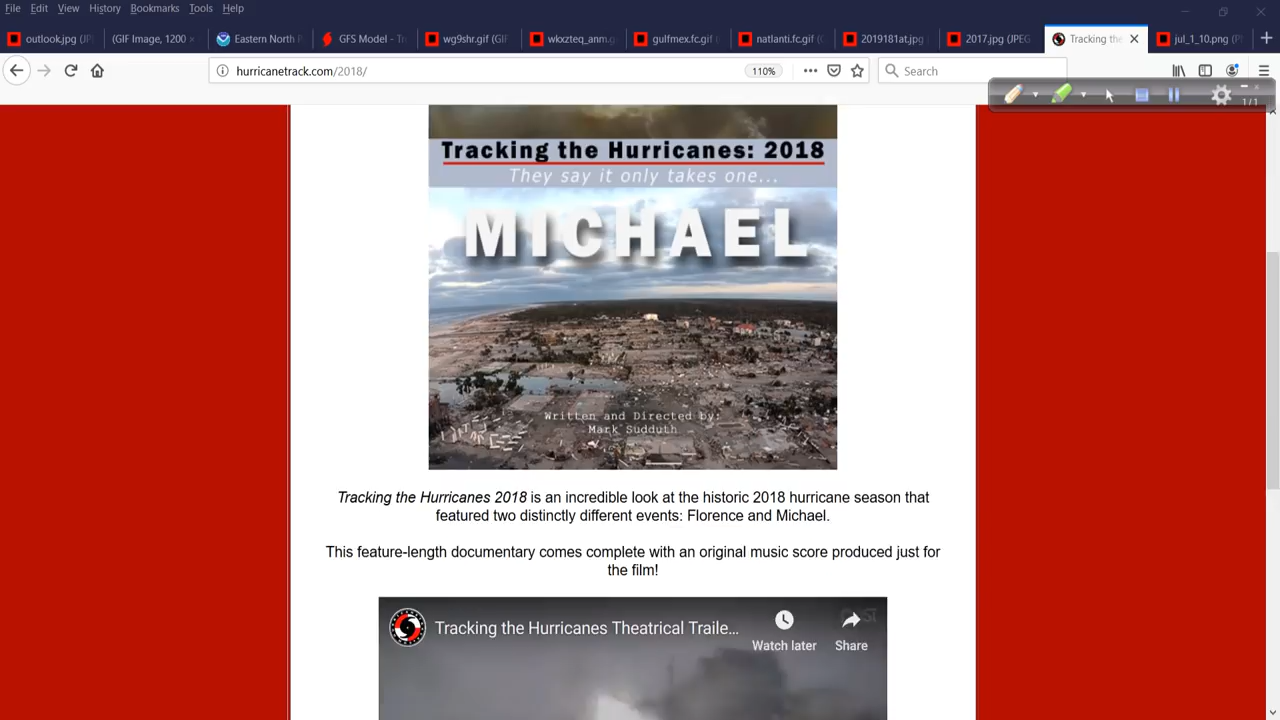 File Edit View History Bookmarks Tools Help
outlook.jpg (JP
(GIF Image, 1200 ×
Eastern North
GFS Model - Tr
wg9shr.gif (GIF
wkxzteq_anm.g
gulfmex.fc.gif
natlanti.fc.gif (
2019181at.jpg
2017.jpg (JPEG
Tracking the
jul_1_10.png (P
hurricanetrack.com/2018/
110%
Search
1/1
Tracking the Hurricanes: 2018
They say it only takes one...
MICHAEL
Written and Directed by:
Mark Sudduth
Tracking the Hurricanes 2018 is an incredible look at the historic 2018 hurricane season that
featured two distinctly different events: Florence and Michael.
This feature-length documentary comes complete with an original music score produced just for
the film!
Tracking the Hurricanes Theatrical Traile...
Watch later
Share